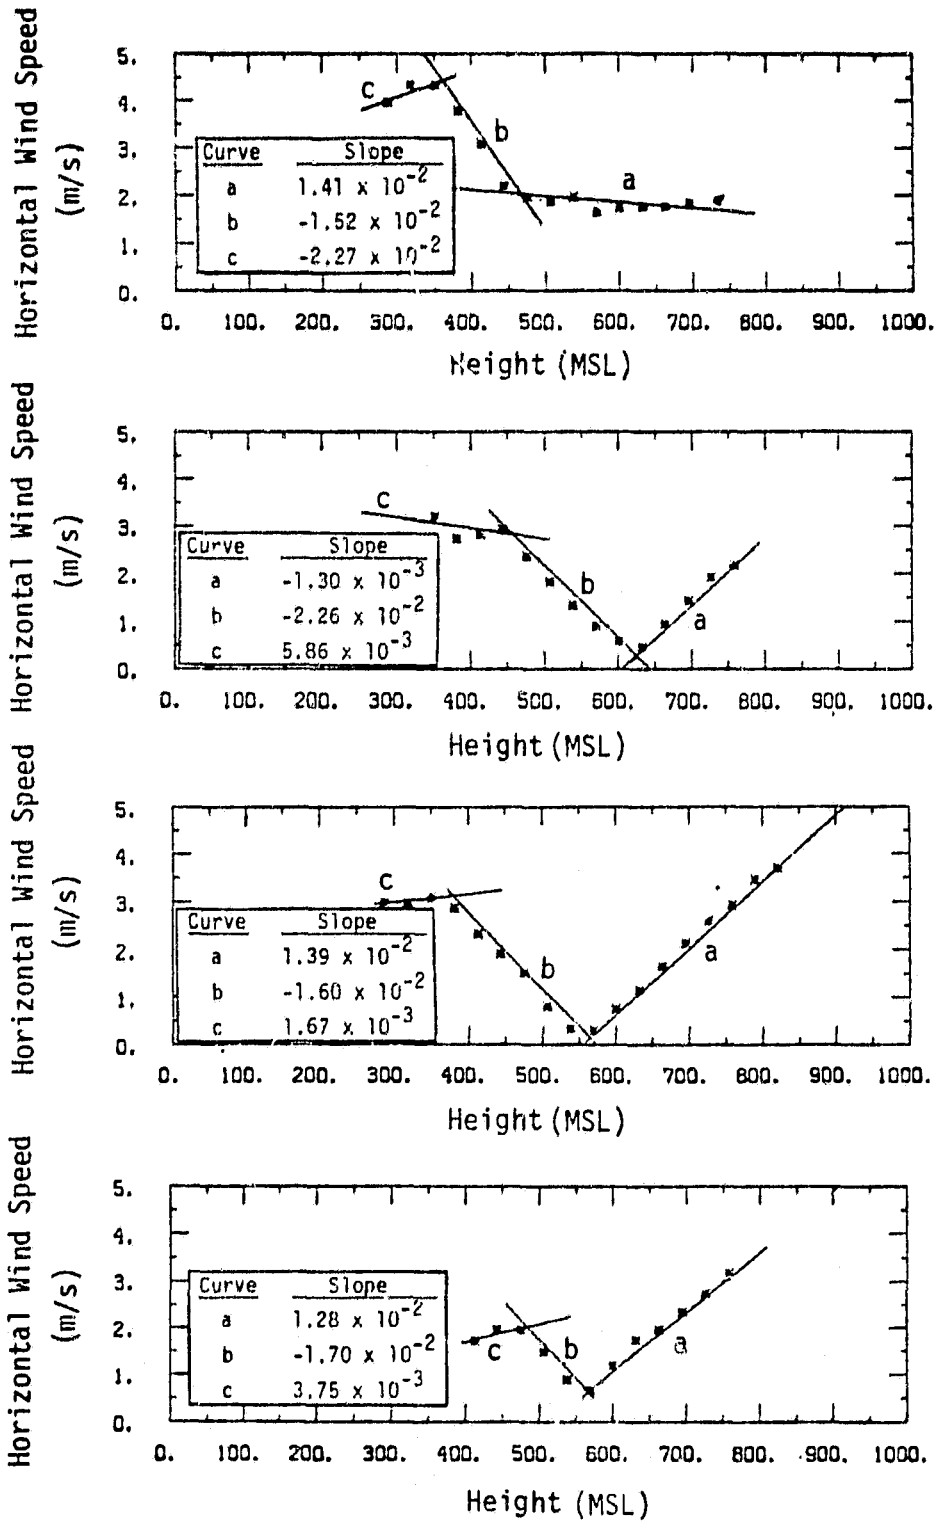 Horizontal Wind Speed
(m/s)
5.
4.
3.
2.
1.
0.
c
b
a
Curve Slope
a 1.41 x 10-2
b -1.52 x 10-2
c -2.27 x 10-2
0. 100. 200. 300. 400. 500. 600. 700. 800. 900. 1000.
Height (MSL)
Horizontal Wind Speed
(m/s)
5.
4.
3.
2.
1.
0.
c
b
a
Curve Slope
a -1.30 x 10-3
b -2.26 x 10-2
c 5.86 x 10-3
0. 100. 200. 300. 400. 500. 600. 700. 800. 900. 1000.
Height (MSL)
Horizontal Wind Speed
(m/s)
5.
4.
3.
2.
1.
0.
c
b
a
Curve Slope
a 1.39 x 10-2
b -1.60 x 10-2
c 1.67 x 10-3
0. 100. 200. 300. 400. 500. 600. 700. 800. 900. 1000.
Height (MSL)
Horizontal Wind Speed
(m/s)
5.
4.
3.
2.
1.
0.
c
b
a
Curve Slope
a 1.28 x 10-2
b -1.70 x 10-2
c 3.75 x 10-3
0. 100. 200. 300. 400. 500. 600. 700. 800. 900. 1000.
Height (MSL)